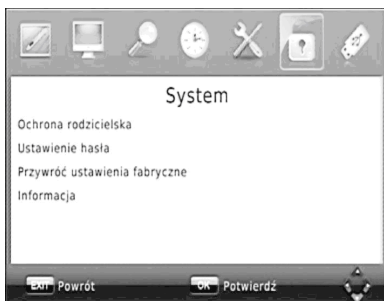 System
Ochrona rodzicielska
Ustawienie hasła
Przywróć ustawienia fabryczne
Informacja
EXIT Powrót OK Potwierdź